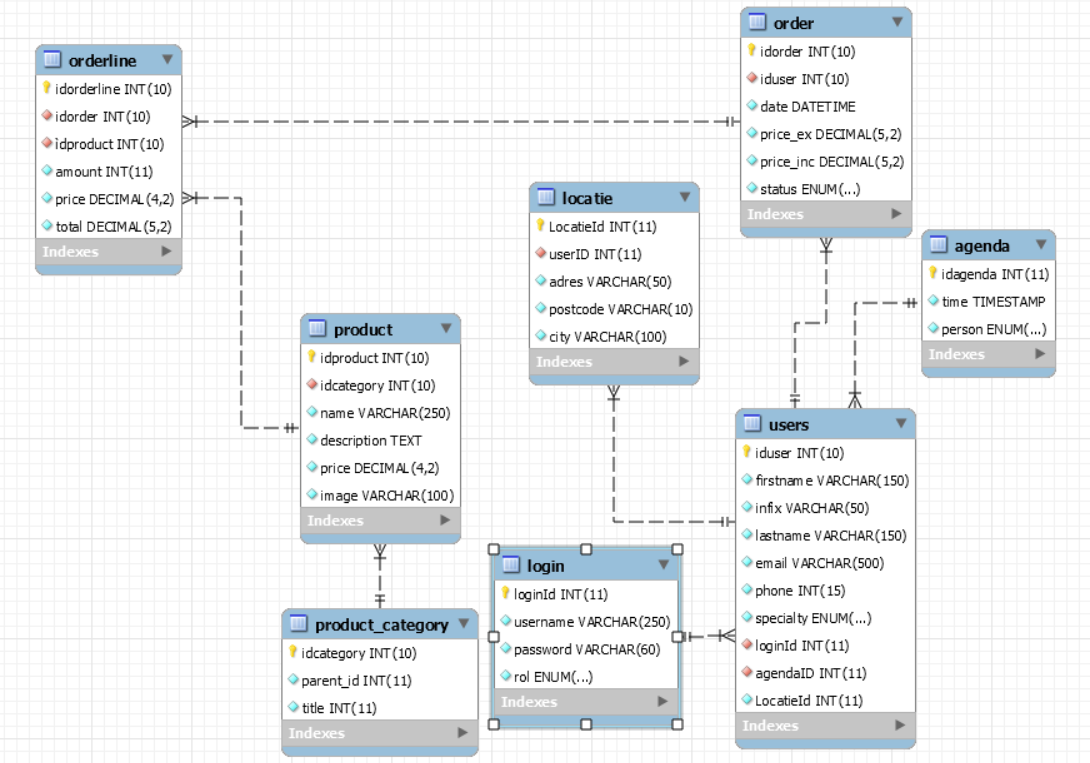 orderline
idorderline INT(10)
idorder INT(10)
idproduct INT(10)
amount INT(11)
price DECIMAL(4,2)
total DECIMAL(5,2)
Indexes
order
idorder INT(10)
iduser INT(10)
date DATETIME
price_ex DECIMAL(5,2)
price_inc DECIMAL(5,2)
status ENUM(...)
Indexes
locatie
LocatieId INT(11)
userID INT(11)
adres VARCHAR(50)
postcode VARCHAR(10)
city VARCHAR(100)
Indexes
agenda
idagenda INT(11)
time TIMESTAMP
person ENUM(...)
Indexes
product
idproduct INT(10)
idcategory INT(10)
name VARCHAR(250)
description TEXT
price DECIMAL(4,2)
image VARCHAR(100)
Indexes
users
iduser INT(10)
firstname VARCHAR(150)
infix VARCHAR(50)
lastname VARCHAR(150)
email VARCHAR(500)
phone INT(15)
specialty ENUM(...)
loginId INT(11)
agendaID INT(11)
LocatieId INT(11)
Indexes
login
loginId INT(11)
username VARCHAR(250)
password VARCHAR(60)
rol ENUM(...)
Indexes
product_category
idcategory INT(10)
parent_id INT(11)
title INT(11)
Indexes